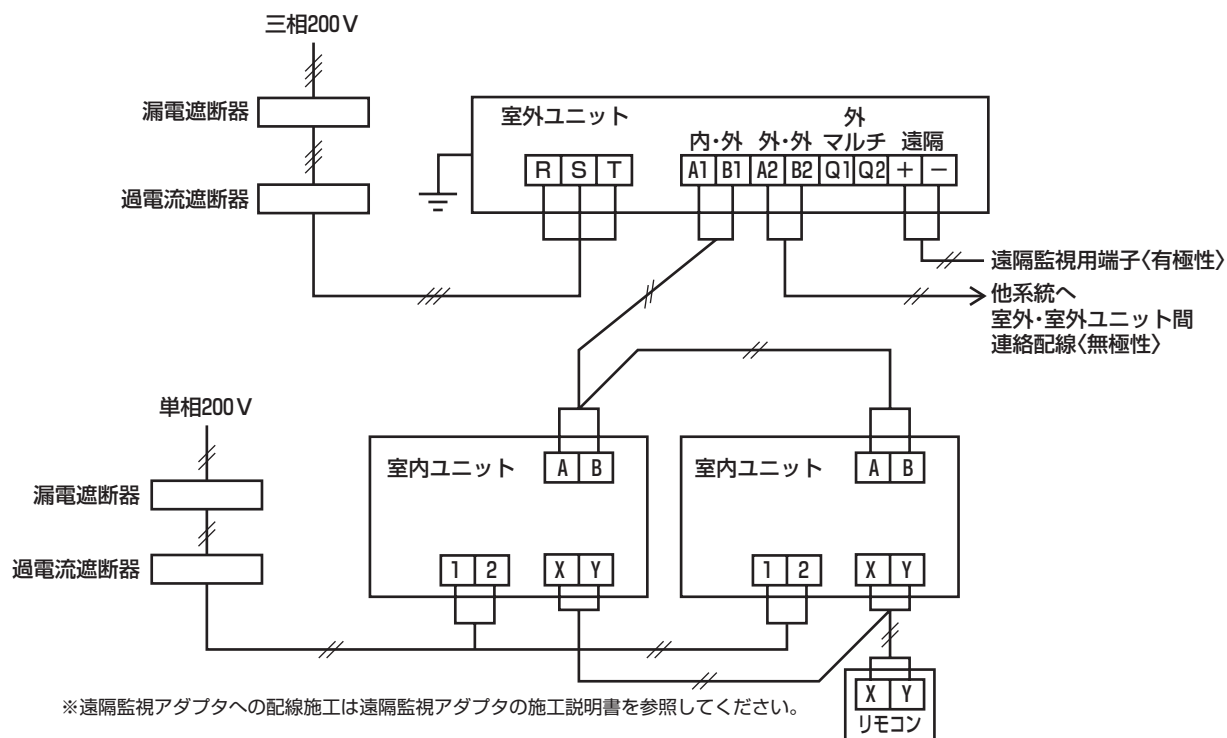 三相200V
漏電遮断器
過電流遮断器
室外ユニット
外
内・外 外・外 マルチ 遠隔
R S T A1 B1 A2 B2 Q1 Q2 + −
遠隔監視用端子〈有極性〉
他系統へ
室外・室外ユニット間
連絡配線〈無極性〉
単相200V
漏電遮断器
過電流遮断器
室内ユニット A B
1 2 X Y
室内ユニット A B
1 2 X Y
X Y
リモコン
※遠隔監視アダプタへの配線施工は遠隔監視アダプタの施工説明書を参照してください。